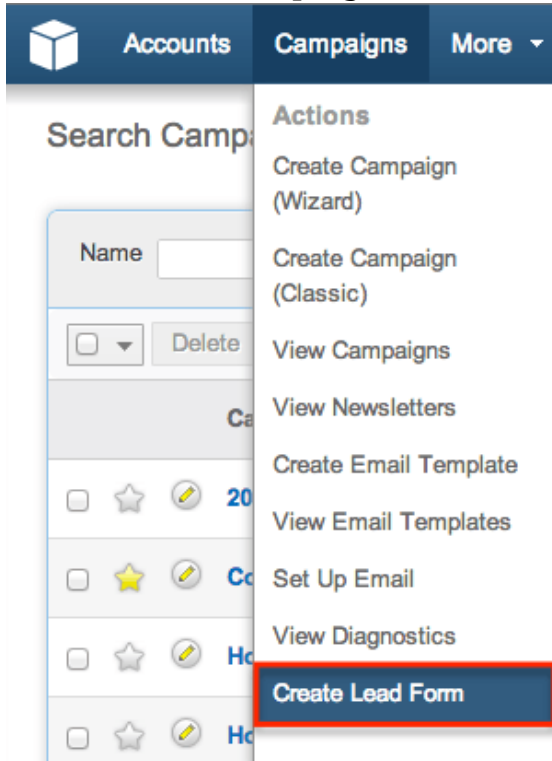 Accounts Campaigns More
Actions
Search Camp
Create Campaign
(Wizard)
Name
Create Campaign
(Classic)
Delete
View Campaigns
View Newsletters
Ca
Create Email Template
20
View Email Templates
Co
Set Up Email
View Diagnostics
Ho
Create Lead Form
Ho